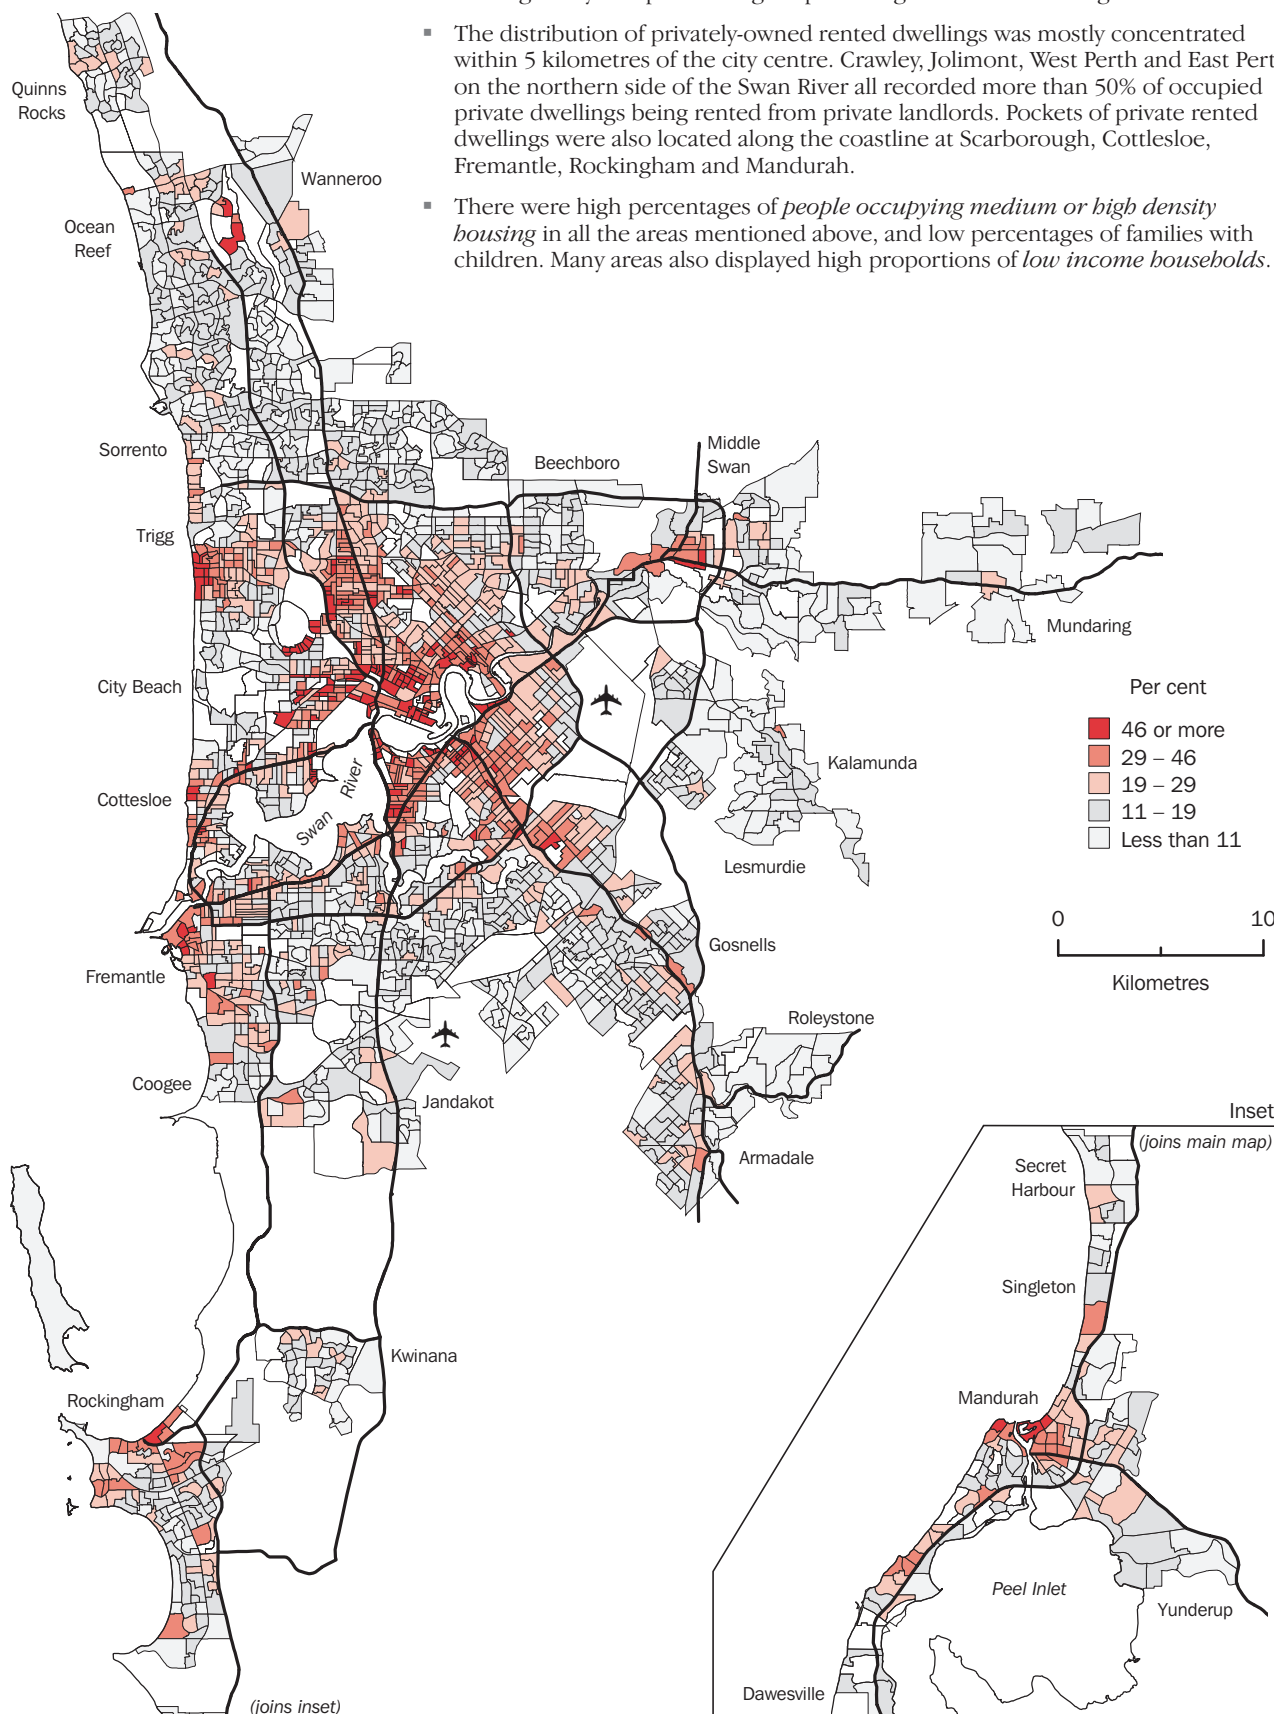 ▪ The distribution of privately-owned rented dwellings was mostly concentrated
within 5 kilometres of the city centre. Crawley, Jolimont, West Perth and East Pert
on the northern side of the Swan River all recorded more than 50% of occupied
private dwellings being rented from private landlords. Pockets of private rented
dwellings were also located along the coastline at Scarborough, Cottlesloe,
Fremantle, Rockingham and Mandurah.
▪ There were high percentages of people occupying medium or high density
housing in all the areas mentioned above, and low percentages of families with
children. Many areas also displayed high proportions of low income households.
Quinns
Rocks
Wanneroo
Ocean
Reef
Sorrento
Middle
Swan
Beechboro
Trigg
Mundaring
City Beach
Per cent
46 or more
29 – 46
19 – 29
11 – 19
Less than 11
Kalamunda
Cottesloe
Swan River
Lesmurdie
0 10
Kilometres
Gosnells
Fremantle
Roleystone
Coogee
Jandakot
Inset
(joins main map)
Armadale
Secret
Harbour
Singleton
Kwinana
Rockingham
Mandurah
Peel Inlet
Yunderup
Dawesville
(joins inset)